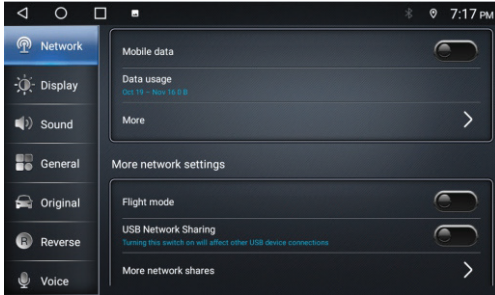 7:17 PM
Network
Display
Sound
General
Original
R Reverse
Voice
Mobile data
Data usage
Oct 19 – Nov 16 0 B
More
More network settings
Flight mode
USB Network Sharing
Turning this switch on will affect other USB device connections
More network shares